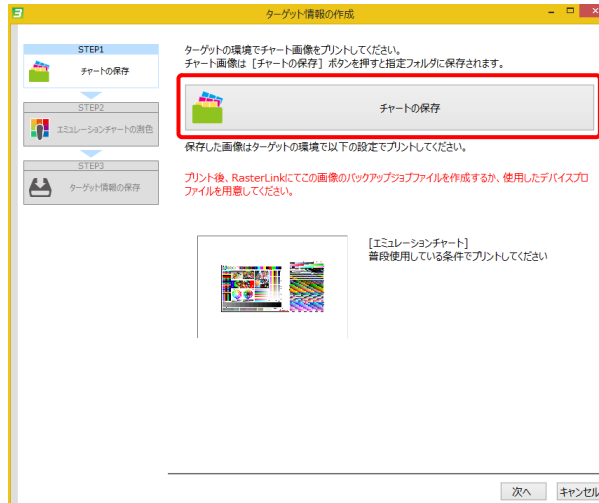 ターゲット情報の作成
STEP1
チャートの保存
STEP2
エミュレーションチャートの測色
STEP3
ターゲット情報の保存
ターゲットの環境でチャート画像をプリントしてください。
チャート画像は [チャートの保存] ボタンを押すと指定フォルダに保存されます。
チャートの保存
保存した画像はターゲットの環境で以下の設定でプリントしてください。
プリント後、RasterLinkにてこの画像のバックアップジョブファイルを作成するか、使用したデバイスプロ
ファイルを用意してください。
[エミュレーションチャート]
普段使用している条件でプリントしてください
次へ
キャンセル